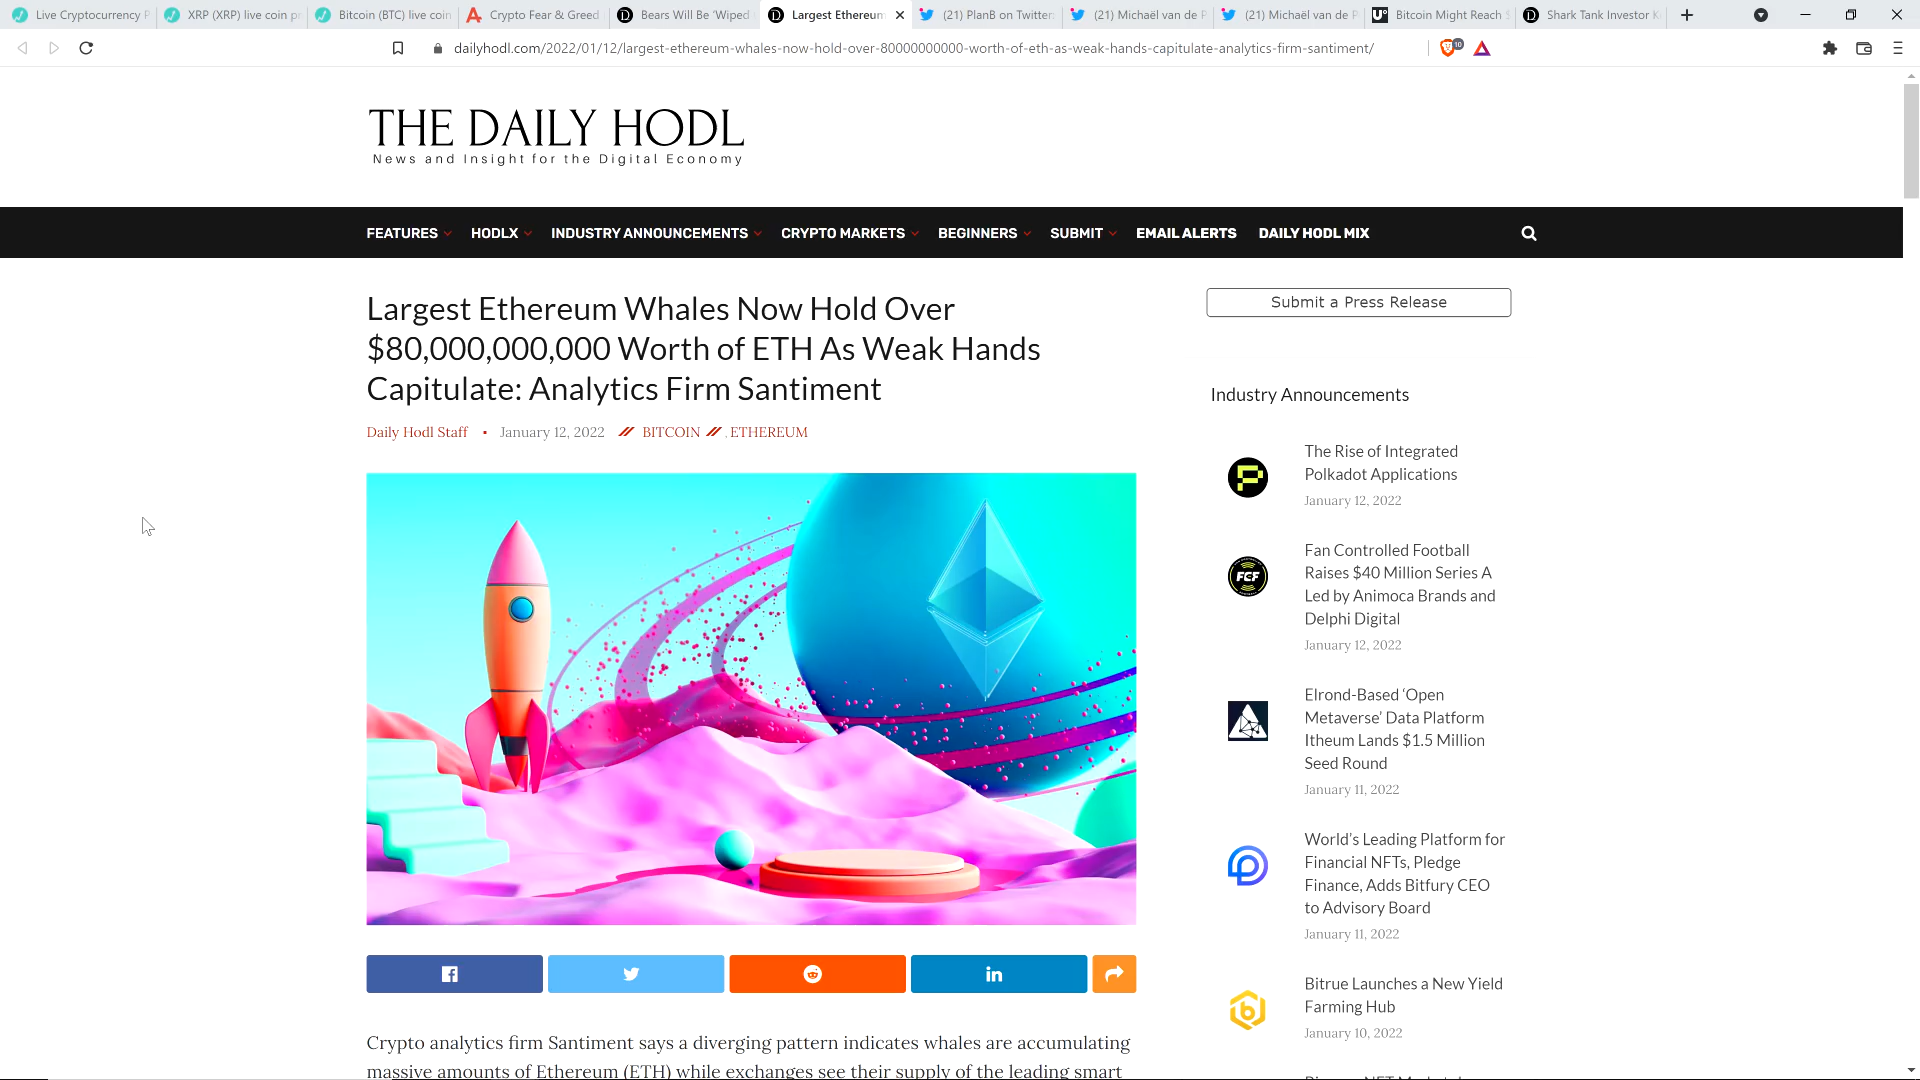 Live Cryptocurrency P
XRP (XRP) live coin pr
Bitcoin (BTC) live coin
Crypto Fear & Greed
Bears Will Be 'Wiped
Largest Ethereum
(21) PlanB on Twitter
(21) Michaël van de P
(21) Michaël van de P
Bitcoin Might Reach $
Shark Tank Investor K
dailyhodl.com/2022/01/12/largest-ethereum-whales-now-hold-over-80000000000-worth-of-eth-as-weak-hands-capitulate-analytics-firm-santiment/
10
THE DAILY HODL
News and Insight for the Digital Economy
FEATURES HODLX INDUSTRY ANNOUNCEMENTS CRYPTO MARKETS BEGINNERS SUBMIT EMAIL ALERTS DAILY HODL MIX
Largest Ethereum Whales Now Hold Over
$80,000,000,000 Worth of ETH As Weak Hands
Capitulate: Analytics Firm Santiment
Daily Hodl Staff • January 12, 2022 // BITCOIN // , ETHEREUM
Crypto analytics firm Santiment says a diverging pattern indicates whales are accumulating
massive amounts of Ethereum (ETH) while exchanges see their supply of the leading smart
Submit a Press Release
Industry Announcements
The Rise of Integrated
Polkadot Applications
January 12, 2022
FCF
Fan Controlled Football
Raises $40 Million Series A
Led by Animoca Brands and
Delphi Digital
January 12, 2022
Elrond-Based ‘Open
Metaverse’ Data Platform
Itheum Lands $1.5 Million
Seed Round
January 11, 2022
World’s Leading Platform for
Financial NFTs, Pledge
Finance, Adds Bitfury CEO
to Advisory Board
January 11, 2022
Bitrue Launches a New Yield
Farming Hub
January 10, 2022